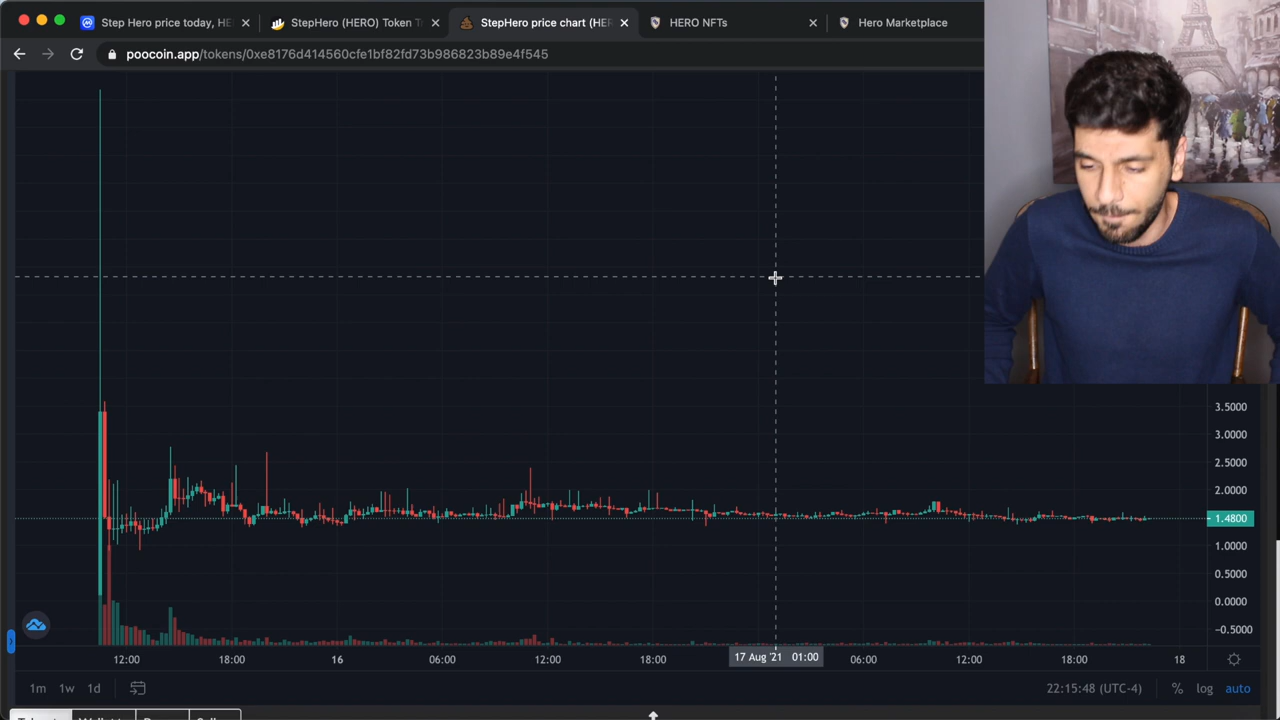 Step Hero price today, HE
StepHero (HERO) Token T
StepHero price chart (HER
HERO NFTs
Hero Marketplace
poocoin.app/tokens/0xe8176d414560cfe1bf82fd73b986823b89e4f545
3.5000
3.0000
2.5000
2.0000
1.4800
1.0000
0.5000
0.0000
-0.5000
12:00 18:00 16 06:00 12:00 18:00 17 Aug '21 01:00 06:00 12:00 18:00 18
1m 1w 1d 22:15:48 (UTC-4) % log auto